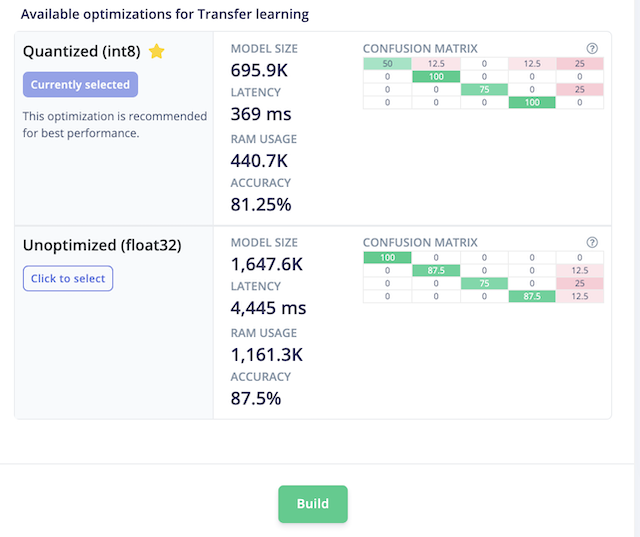 Available optimizations for Transfer learning
Quantized (int8)
Currently selected
This optimization is recommended
for best performance.
MODEL SIZE
695.9K
LATENCY
369 ms
RAM USAGE
440.7K
ACCURACY
81.25%
CONFUSION MATRIX ?
50 12.5 0 12.5 25
0 100 0 0 0
0 0 75 0 25
0 0 0 100 0
Unoptimized (float32)
Click to select
MODEL SIZE
1,647.6K
LATENCY
4,445 ms
RAM USAGE
1,161.3K
ACCURACY
87.5%
CONFUSION MATRIX ?
100 0 0 0 0
0 87.5 0 0 12.5
0 0 75 0 25
0 0 0 87.5 12.5
Build